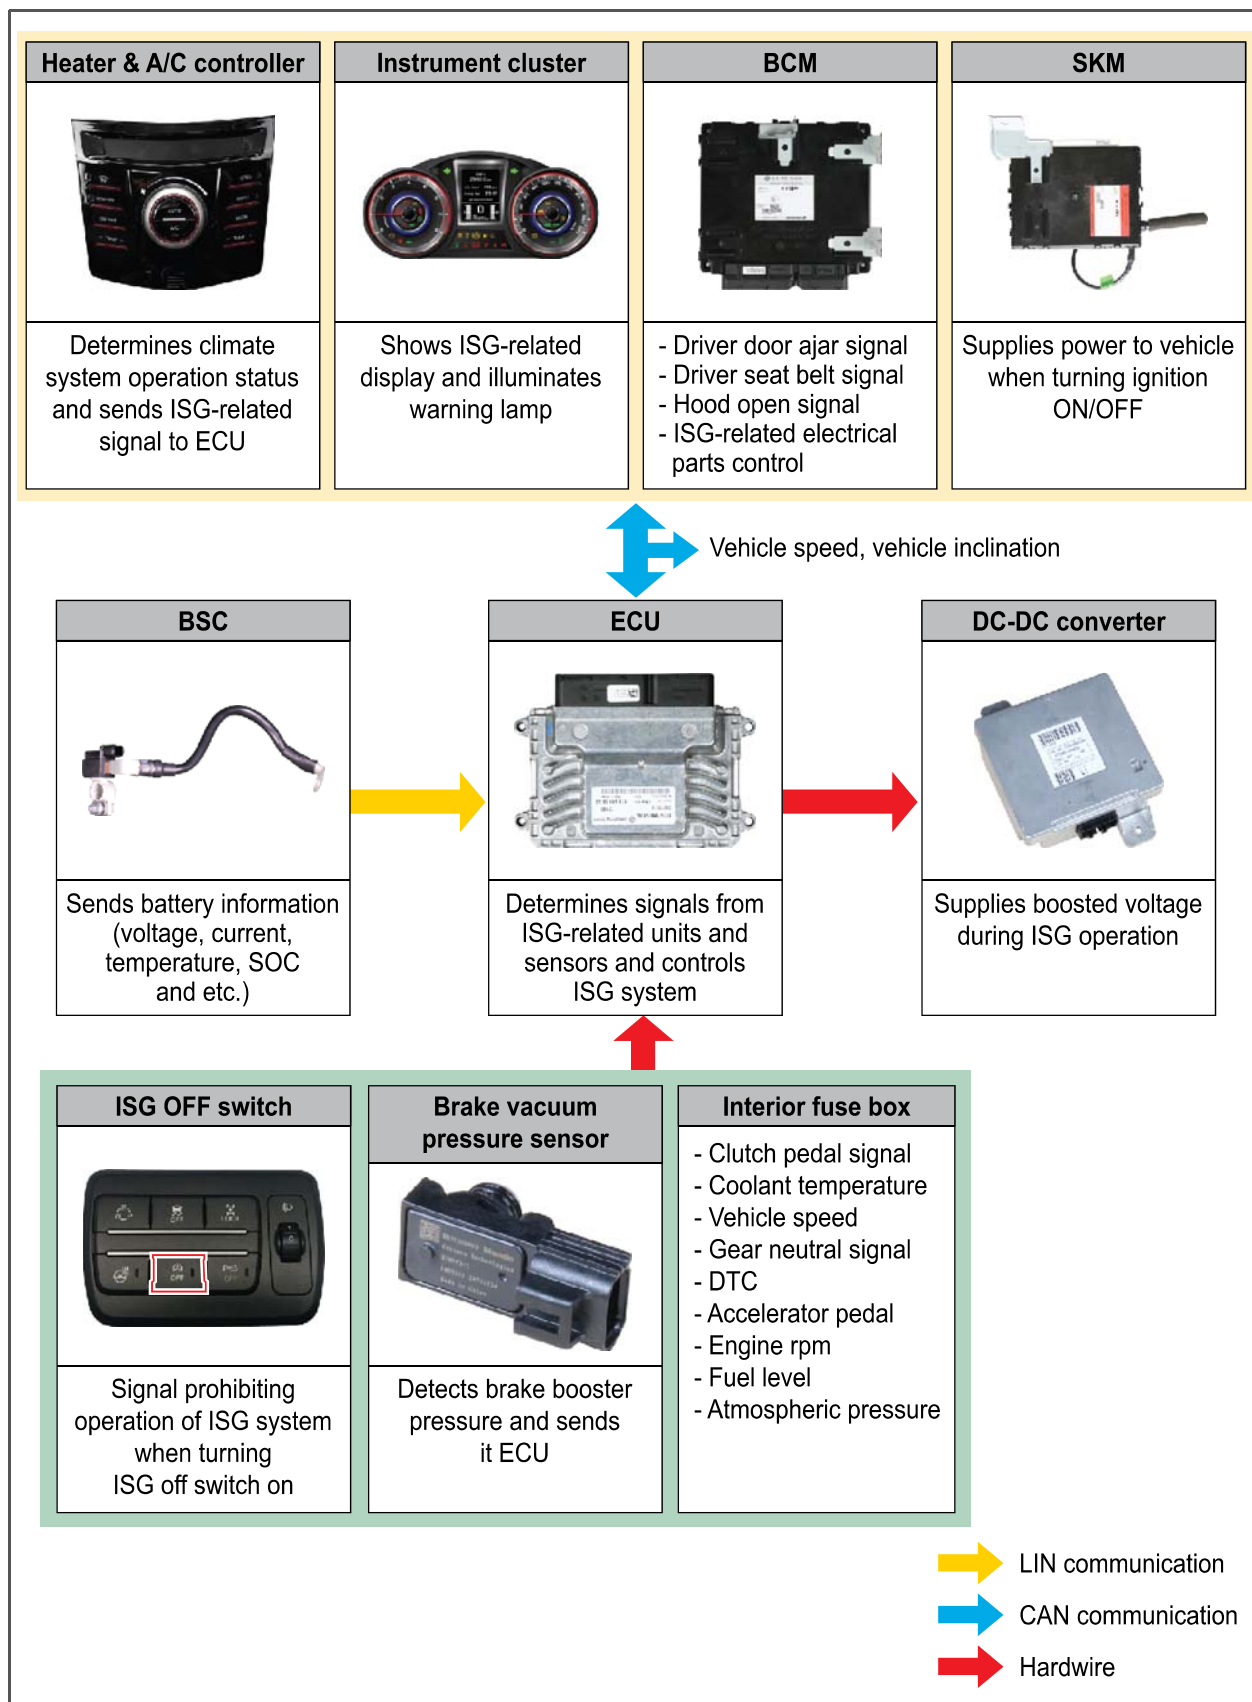 Heater & A/C controller
Instrument cluster
BCM
SKM
Determines climate
system operation status
and sends ISG-related
signal to ECU
Shows ISG-related
display and illuminates
warning lamp
- Driver door ajar signal
- Driver seat belt signal
- Hood open signal
- ISG-related electrical
parts control
Supplies power to vehicle
when turning ignition
ON/OFF
Vehicle speed, vehicle inclination
BSC
ECU
DC-DC converter
Sends battery information
(voltage, current,
temperature, SOC
and etc.)
Determines signals from
ISG-related units and
sensors and controls
ISG system
Supplies boosted voltage
during ISG operation
ISG OFF switch
Brake vacuum
pressure sensor
Interior fuse box
OFF
LOCK
OFF
OFF
Signal prohibiting
operation of ISG system
when turning
ISG off switch on
Detects brake booster
pressure and sends
it ECU
- Clutch pedal signal
- Coolant temperature
- Vehicle speed
- Gear neutral signal
- DTC
- Accelerator pedal
- Engine rpm
- Fuel level
- Atmospheric pressure
LIN communication
CAN communication
Hardwire